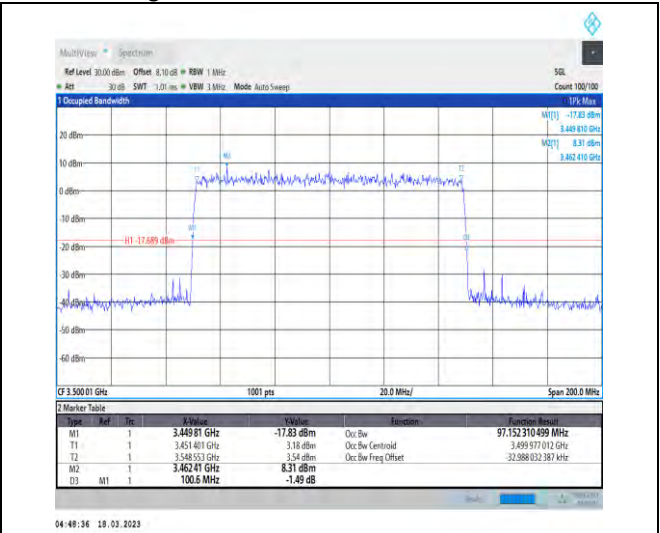 MultiView Spectrum
Ref Level 30.00 dBm Offset 8.10 dB RBW 1 MHz SGL
Att 30 dB SWT 1.01 ms VBW 3 MHz Mode Auto Sweep Count 100/100
1 Occupied Bandwidth 1Pk Max
M1[1] -17.83 dBm
3.449 810 GHz
M2[1] 8.31 dBm
3.462 410 GHz
20 dBm
10 dBm
M2
T1 T2
0 dBm
-10 dBm
M1
D3
H1 -17.689 dBm
-20 dBm
-30 dBm
-40 dBm
-50 dBm
-60 dBm
CF 3.500 01 GHz 1001 pts 20.0 MHz/ Span 200.0 MHz
2 Marker Table
Type Ref Trc X-Value Y-Value Function Function Result
M1 1 3.449 81 GHz -17.83 dBm Occ Bw 97.152 310 499 MHz
T1 1 3.451 401 GHz 3.18 dBm Occ Bw Centroid 3.499 977 012 GHz
T2 1 3.548 553 GHz 3.54 dBm Occ Bw Freq Offset -32.988 032 387 kHz
M2 1 3.462 41 GHz 8.31 dBm
D3 M1 1 100.6 MHz -1.49 dB
04:48:36 18.03.2023